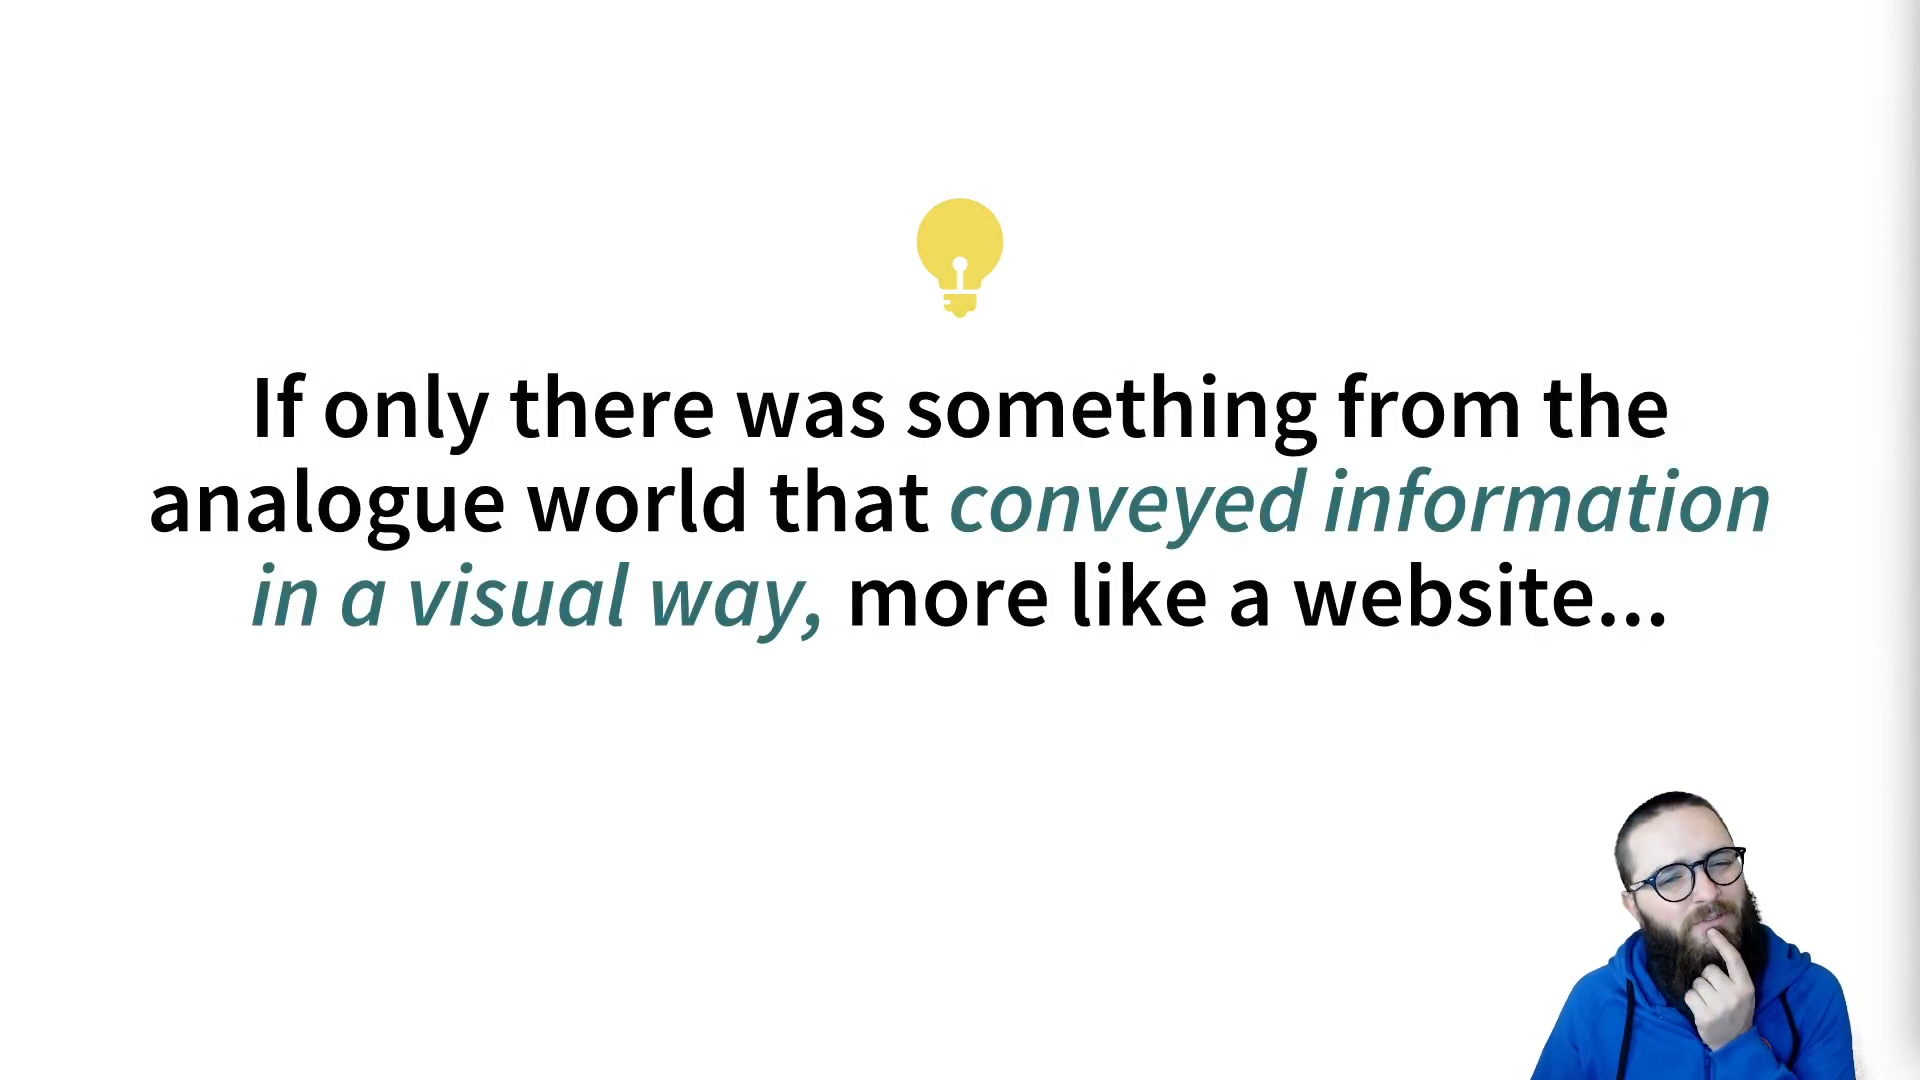 If only there was something from the
analogue world that conveyed information
in a visual way, more like a website...